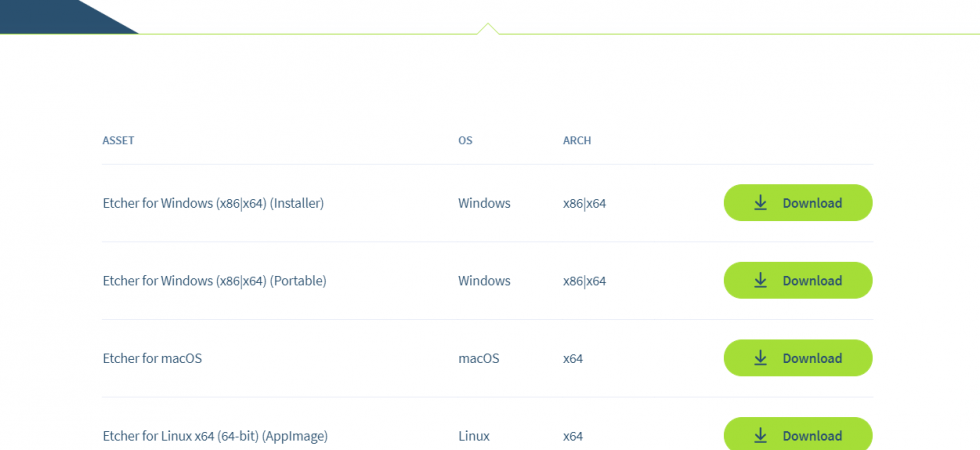 ASSET OS ARCH
Etcher for Windows (x86|x64) (Installer) Windows x86|x64 Download
Etcher for Windows (x86|x64) (Portable) Windows x86|x64 Download
Etcher for macOS macOS x64 Download
Etcher for Linux x64 (64-bit) (AppImage) Linux x64 Download